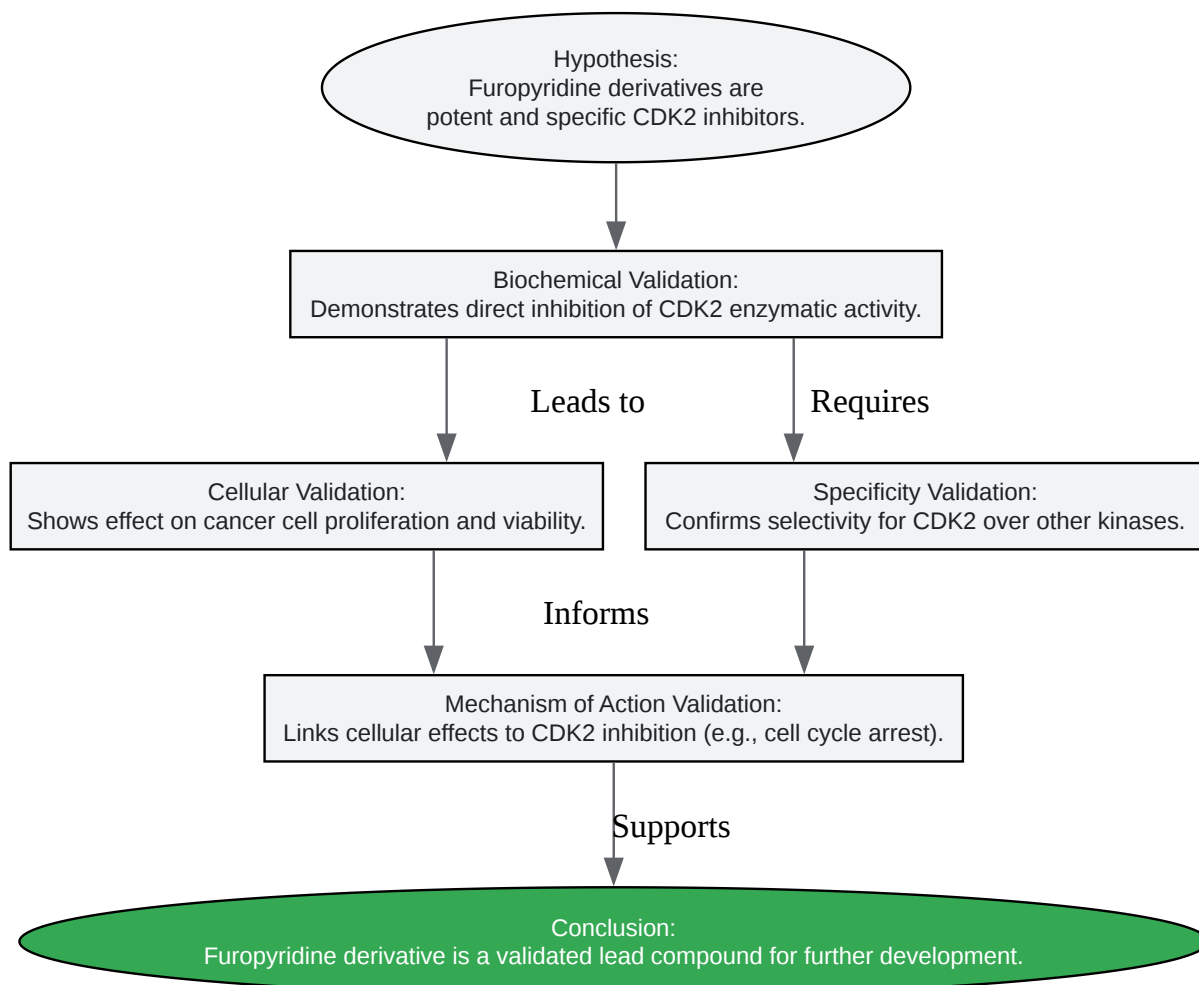 Hypothesis:
Furopyridine derivatives are
potent and specific CDK2 inhibitors.
Biochemical Validation:
Demonstrates direct inhibition of CDK2 enzymatic activity.
Leads to
Requires
Cellular Validation:
Shows effect on cancer cell proliferation and viability.
Specificity Validation:
Confirms selectivity for CDK2 over other kinases.
Informs
Mechanism of Action Validation:
Links cellular effects to CDK2 inhibition (e.g., cell cycle arrest).
Supports
Conclusion:
Furopyridine derivative is a validated lead compound for further development.